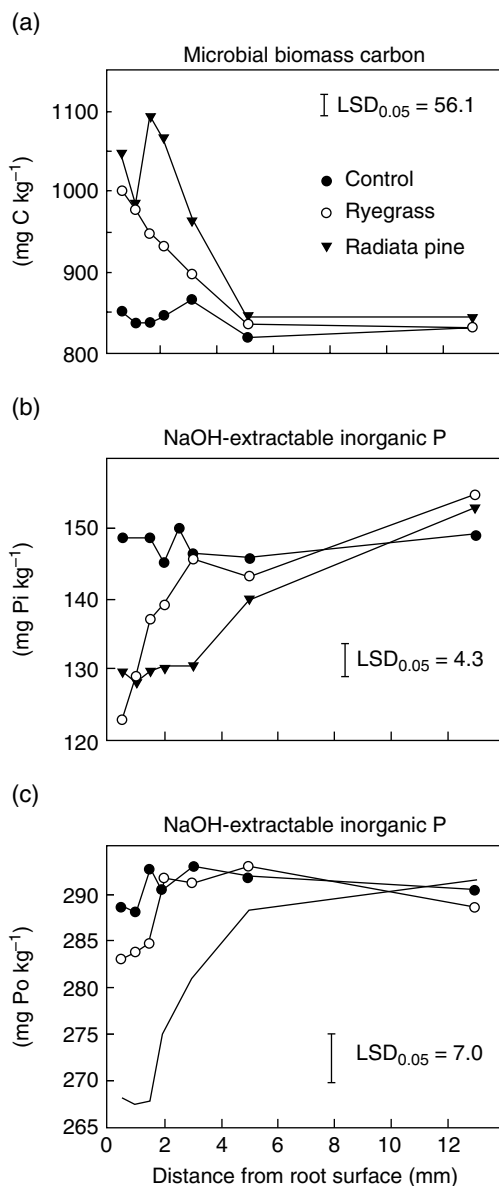 (a)
Microbial biomass carbon
1100
1000
900
800
(mg C kg⁻¹)
LSD₀.₀₅ = 56.1
Control
Ryegrass
Radiata pine
(b)
NaOH-extractable inorganic P
150
140
130
120
(mg Pi kg⁻¹)
LSD₀.₀₅ = 4.3
(c)
NaOH-extractable inorganic P
290
285
280
275
270
265
(mg Po kg⁻¹)
LSD₀.₀₅ = 7.0
0 2 4 6 8 10 12
Distance from root surface (mm)